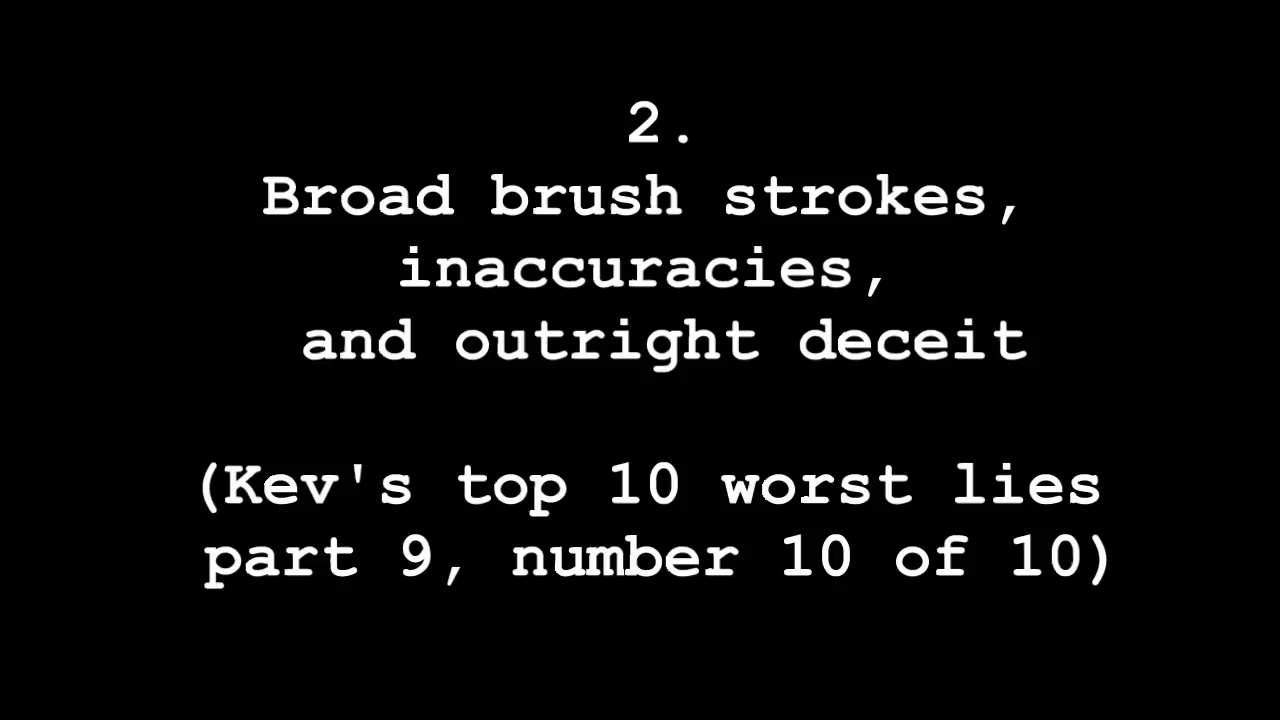 2.
Broad brush strokes,
inaccuracies,
and outright deceit
(Kev's top 10 worst lies
part 9, number 10 of 10)